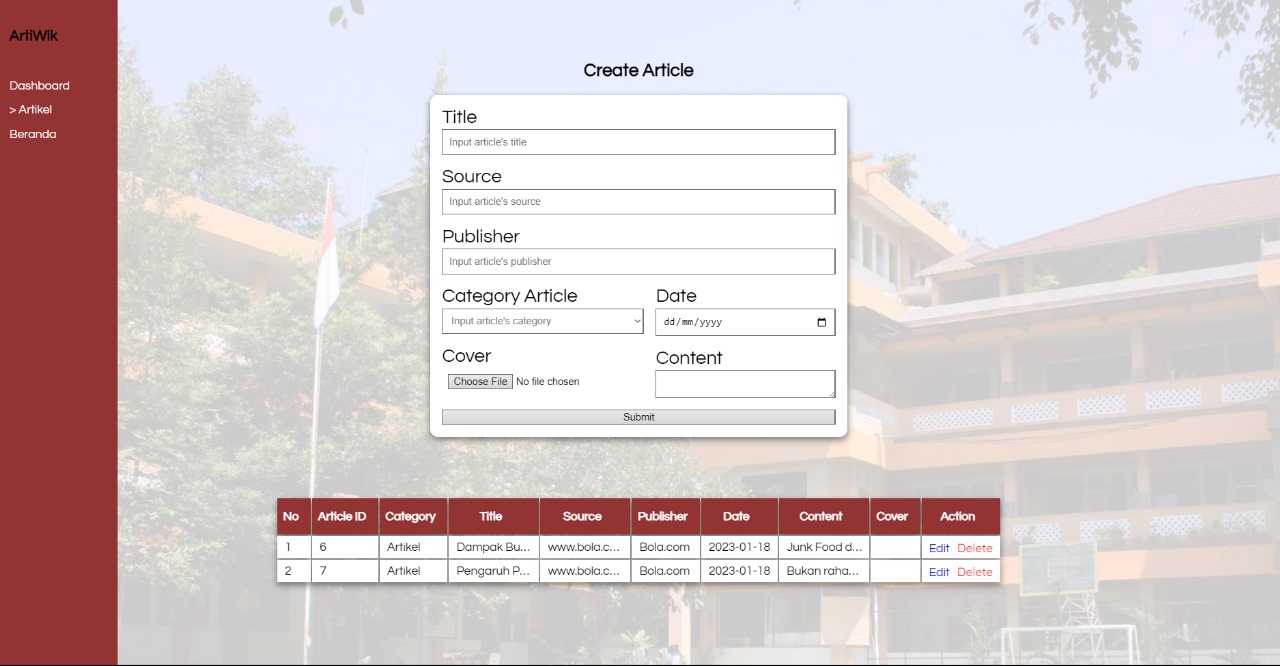 ArtiWik
Dashboard
> Artikel
Beranda
Create Article
Title
Input article's title
Source
Input article's source
Publisher
Input article's publisher
Category Article Date
Input article's category dd/mm/yyyy
Cover Content
Choose File No file chosen
Submit
No Article ID Category Title Source Publisher Date Content Cover Action
1 6 Artikel Dampak Bu... www.bola.c... Bola.com 2023-01-18 Junk Food d... Edit Delete
2 7 Artikel Pengaruh P... www.bola.c... Bola.com 2023-01-18 Bukan raha... Edit Delete